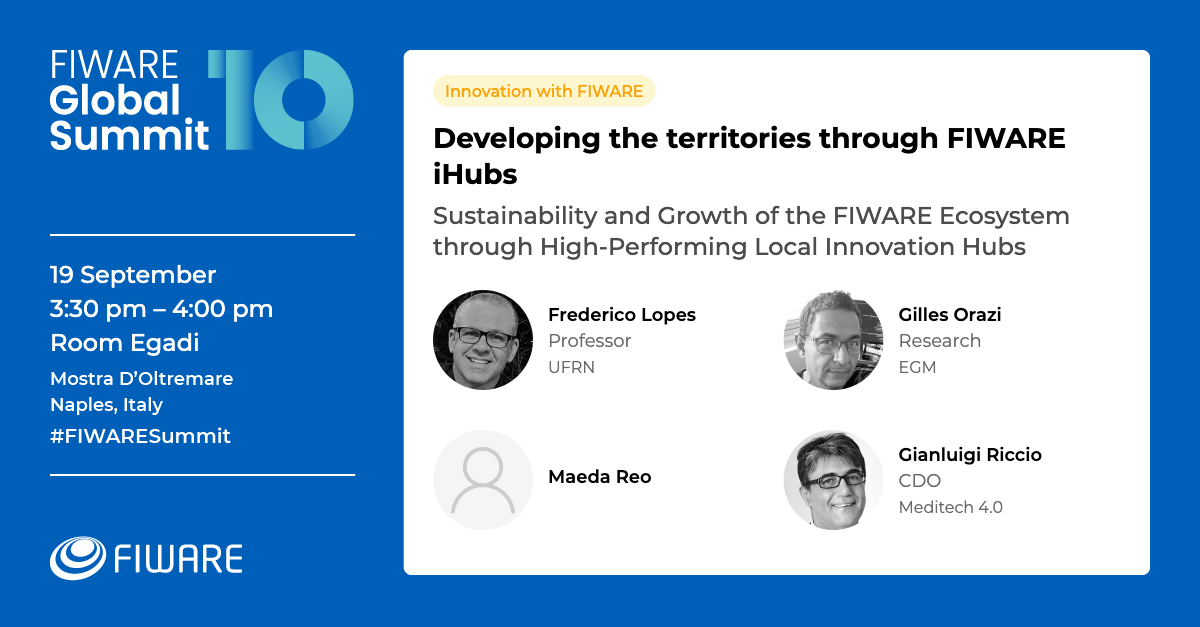 FIWARE
Global
Summit
10
19 September
3:30 pm – 4:00 pm
Room Egadi
Mostra D’Oltremare
Naples, Italy
#FIWARESummit
FIWARE
Innovation with FIWARE
Developing the territories through FIWARE
iHubs
Sustainability and Growth of the FIWARE Ecosystem
through High-Performing Local Innovation Hubs
Frederico Lopes
Professor
UFRN
Gilles Orazi
Research
EGM
Maeda Reo
Gianluigi Riccio
CDO
Meditech 4.0